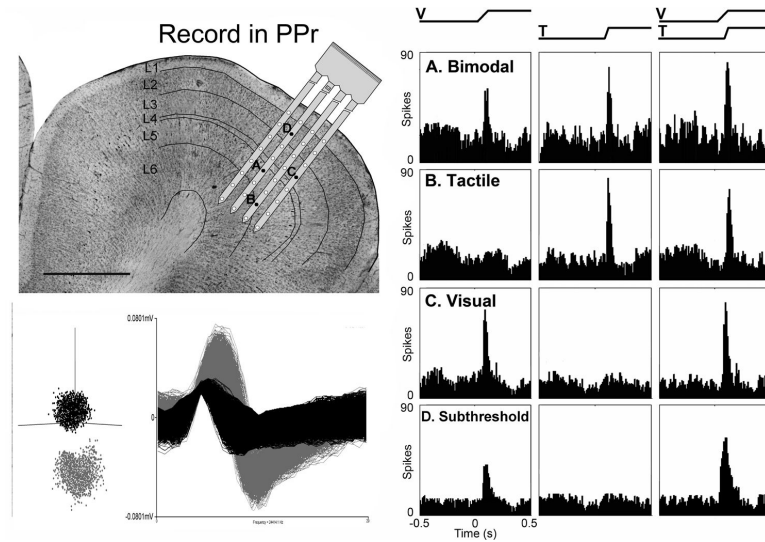 Record in PPr
L1
L2
L3
L4
L5
L6
D
A
C
B
0.0801mV
0
-0.0801mV
0
V
T
V
T
90
Spikes
0
A. Bimodal
90
Spikes
0
B. Tactile
90
Spikes
0
C. Visual
90
Spikes
0
D. Subthreshold
-0.5
0
0.5
Time (s)